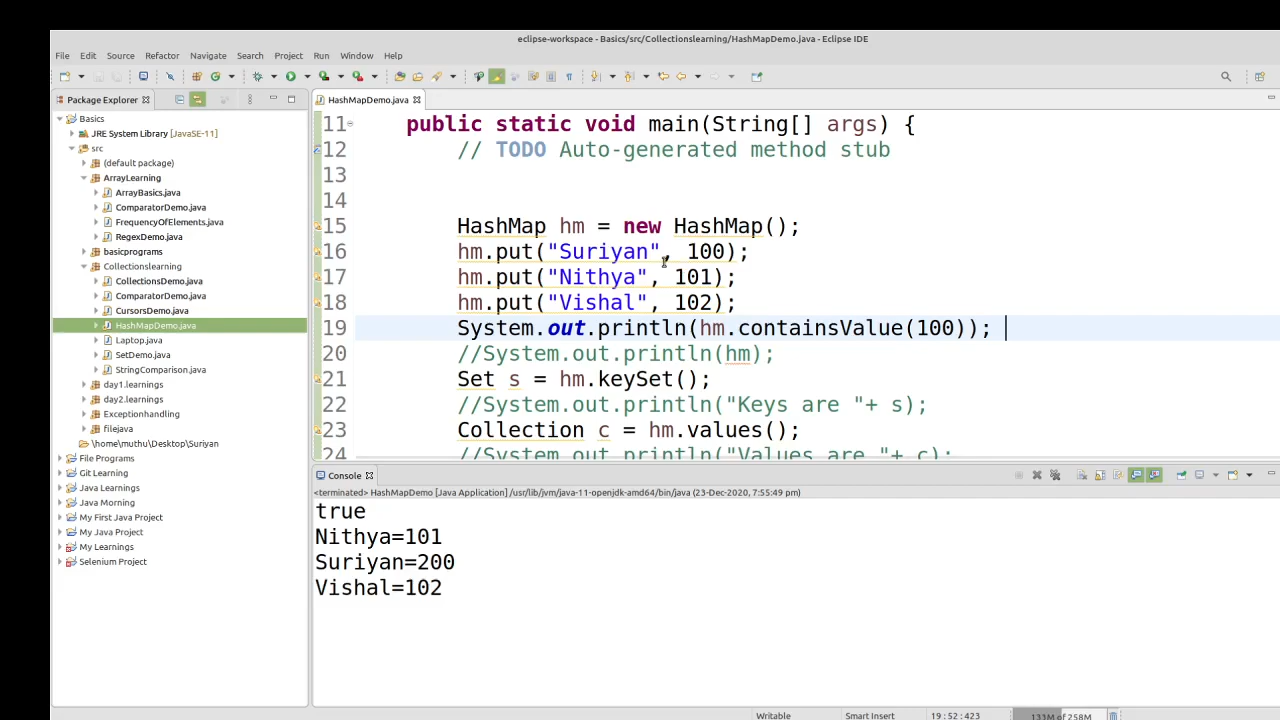 eclipse-workspace - Basics/src/Collectionslearning/HashMapDemo.java - Eclipse IDE
File Edit Source Refactor Navigate Search Project Run Window Help
Package Explorer
Basics
JRE System Library [JavaSE-11]
src
(default package)
ArrayLearning
ArrayBasics.java
ComparatorDemo.java
FrequencyOfElements.java
RegexDemo.java
basicprograms
Collectionslearning
CollectionsDemo.java
ComparatorDemo.java
CursorsDemo.java
HashMapDemo.java
Laptop.java
SetDemo.java
StringComparison.java
day1.learnings
day2.learnings
Exceptionhandling
filejava
\home\muthu\Desktop\Suriyan
File Programs
Git Learning
Java Learnings
Java Morning
My First Java Project
My Java Project
My Learnings
Selenium Project
HashMapDemo.java
11 public static void main(String[] args) {
12 // TODO Auto-generated method stub
13
14
15 HashMap hm = new HashMap();
16 hm.put("Suriyan", 100);
17 hm.put("Nithya", 101);
18 hm.put("Vishal", 102);
19 System.out.println(hm.containsValue(100));
20 //System.out.println(hm);
21 Set s = hm.keySet();
22 //System.out.println("Keys are "+ s);
23 Collection c = hm.values();
24 //System.out.println("Values are "+ c);
Console
<terminated> HashMapDemo [Java Application] /usr/lib/jvm/java-11-openjdk-amd64/bin/java (23-Dec-2020, 7:55:49 pm)
true
Nithya=101
Suriyan=200
Vishal=102
Writable Smart Insert 19 : 52 : 423 131M of 258M